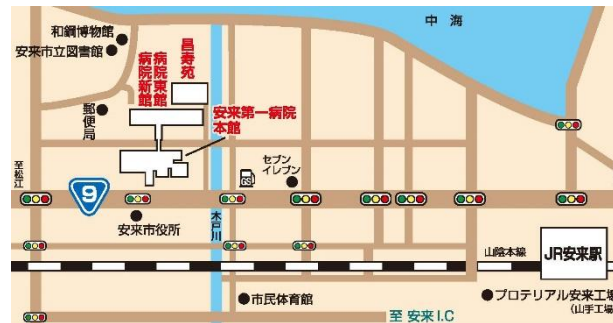 中海
和鋼博物館
安来市立図書館
昌寿苑
病院東館
病院新館
郵便局
安来第一病院
本館
至松江
9
GS
セブン
イレブン
安来市役所
木戸川
山陰本線
JR安来駅
市民体育館
プロテリアル安来工場
(山手工場
至 安来I.C